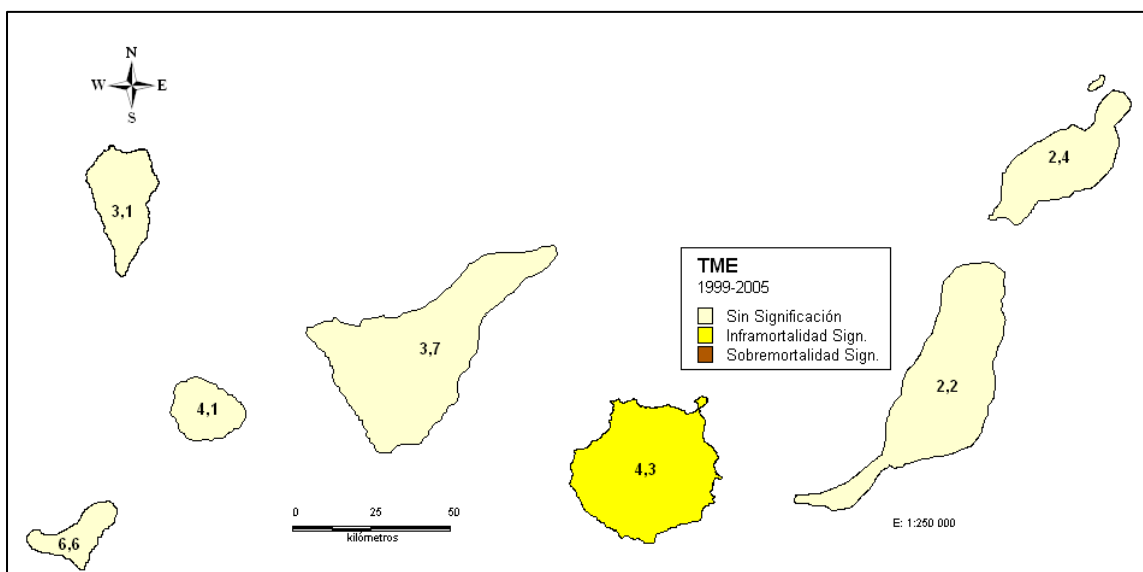 N
W E
S
2,4
3,1
TME
1999-2005
Sin Significación
Inframortalidad Sign.
Sobremortalidad Sign.
3,7
2,2
4,1
4,3
0 25 50
kilómetros
E: 1:250 000
6,6